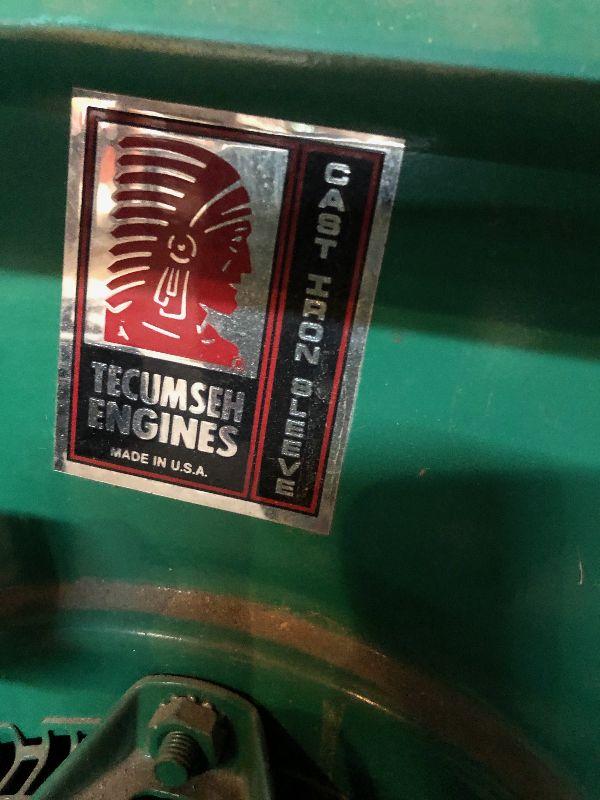 TECUMSEH
ENGINES
MADE IN U.S.A.
CAST IRON SLEEVE